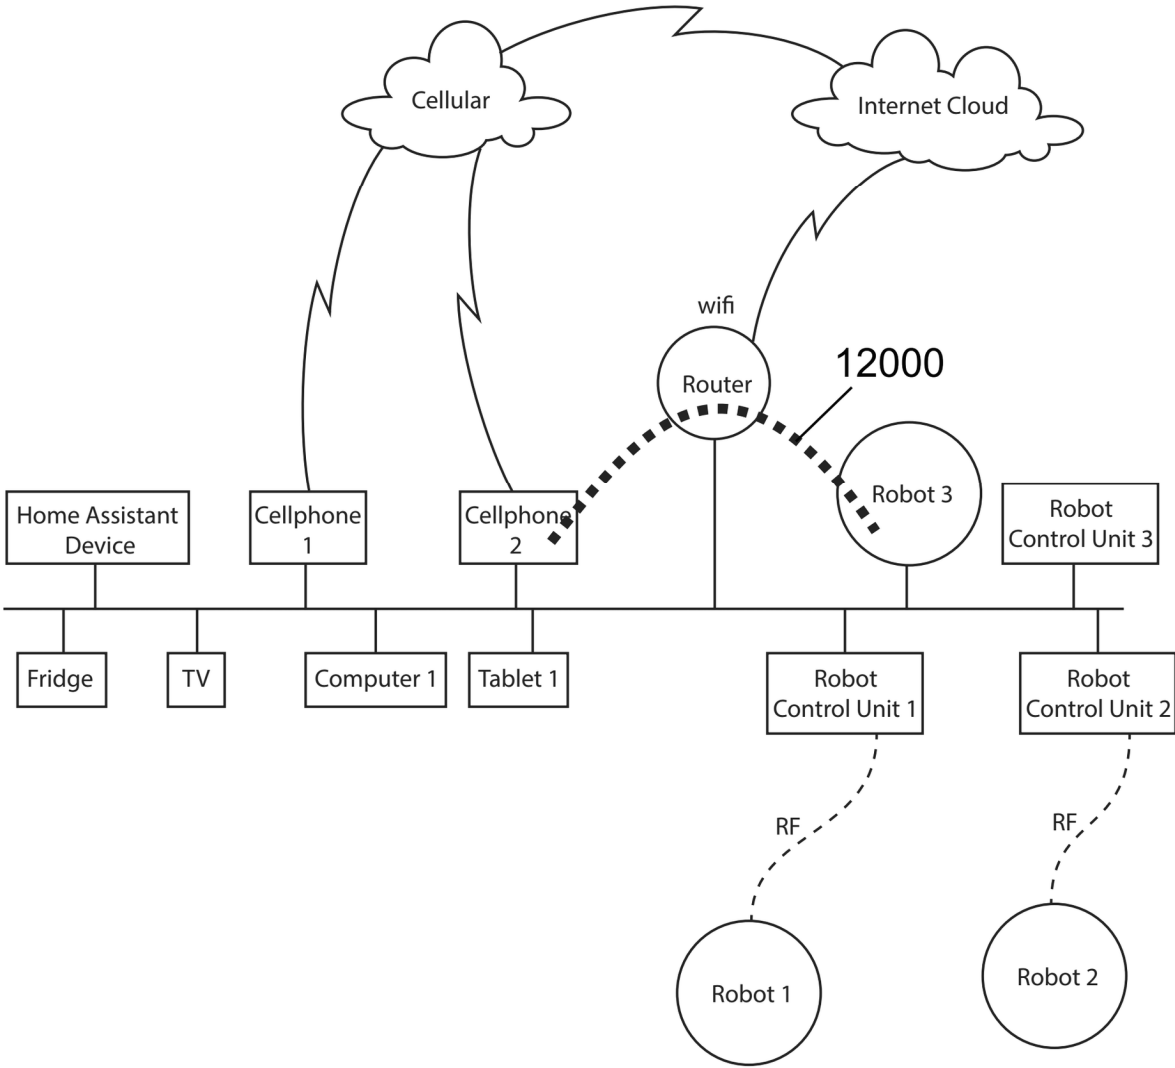 Cellular
Internet Cloud
wifi
Router
12000
Robot 3
Home Assistant
Device
Cellphone
1
Cellphone
2
Robot
Control Unit 3
Fridge
TV
Computer 1
Tablet 1
Robot
Control Unit 1
Robot
Control Unit 2
RF
RF
Robot 1
Robot 2